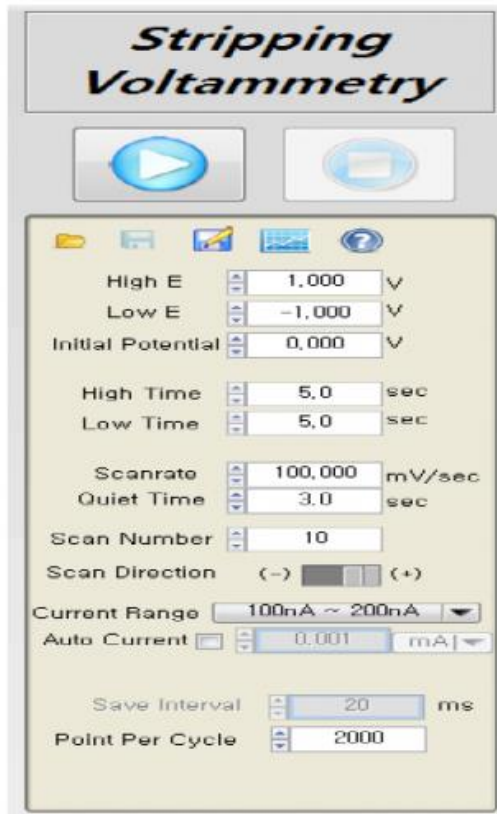 Stripping
Voltammetry
High E 1,000 V
Low E -1,000 V
Initial Potential 0,000 V
High Time 5,0 sec
Low Time 5,0 sec
Scanrate 100,000 mV/sec
Quiet Time 3,0 sec
Scan Number 10
Scan Direction (-) (+)
Current Range 100nA ~ 200nA
Auto Current 0,001 mA
Save Interval 20 ms
Point Per Cycle 2000